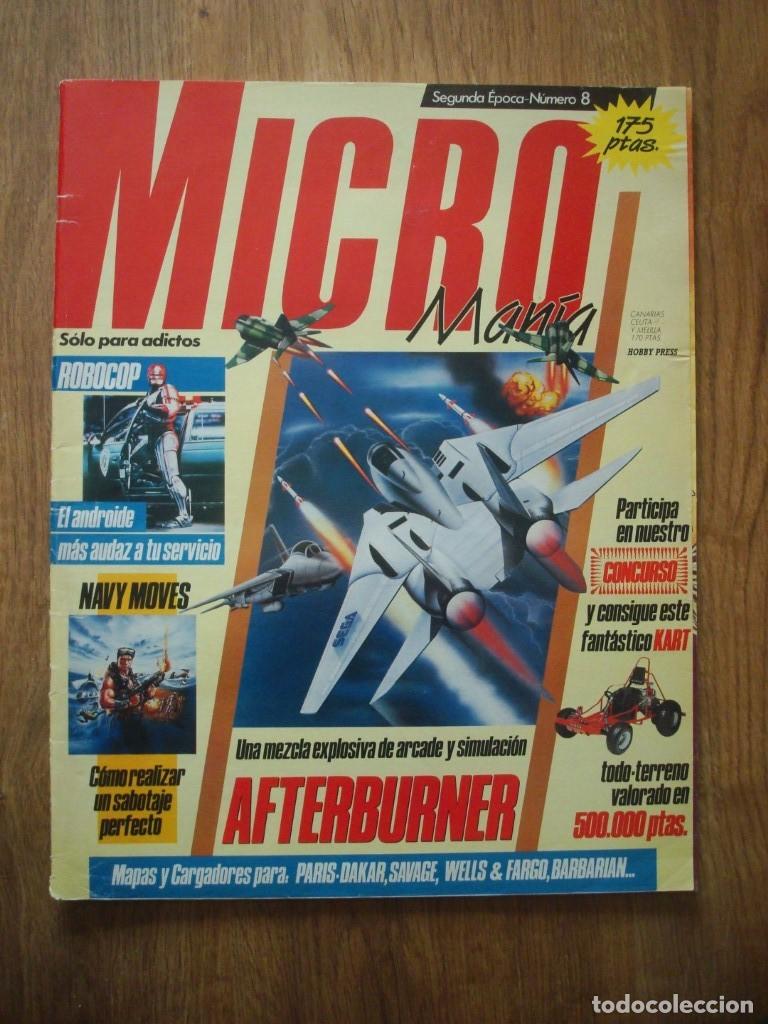 Segunda Época-Número 8
175
ptas.
MICRO
Manía
Sólo para adictos
CANARIAS
CEUTA
Y MELILLA
170 PTAS.
HOBBY PRESS
ROBOCOP
El androide
más audaz a tu servicio
NAVY MOVES
Cómo realizar
un sabotaje
perfecto
SEGA
Participa
en nuestro
CONCURSO
y consigue este
fantástico KART
todo-terreno
valorado en
500.000 ptas.
Una mezcla explosiva de arcade y simulación
AFTERBURNER
Mapas y Cargadores para: PARIS-DAKAR, SAVAGE, WELLS & FARGO, BARBARIAN...
todocoleccion